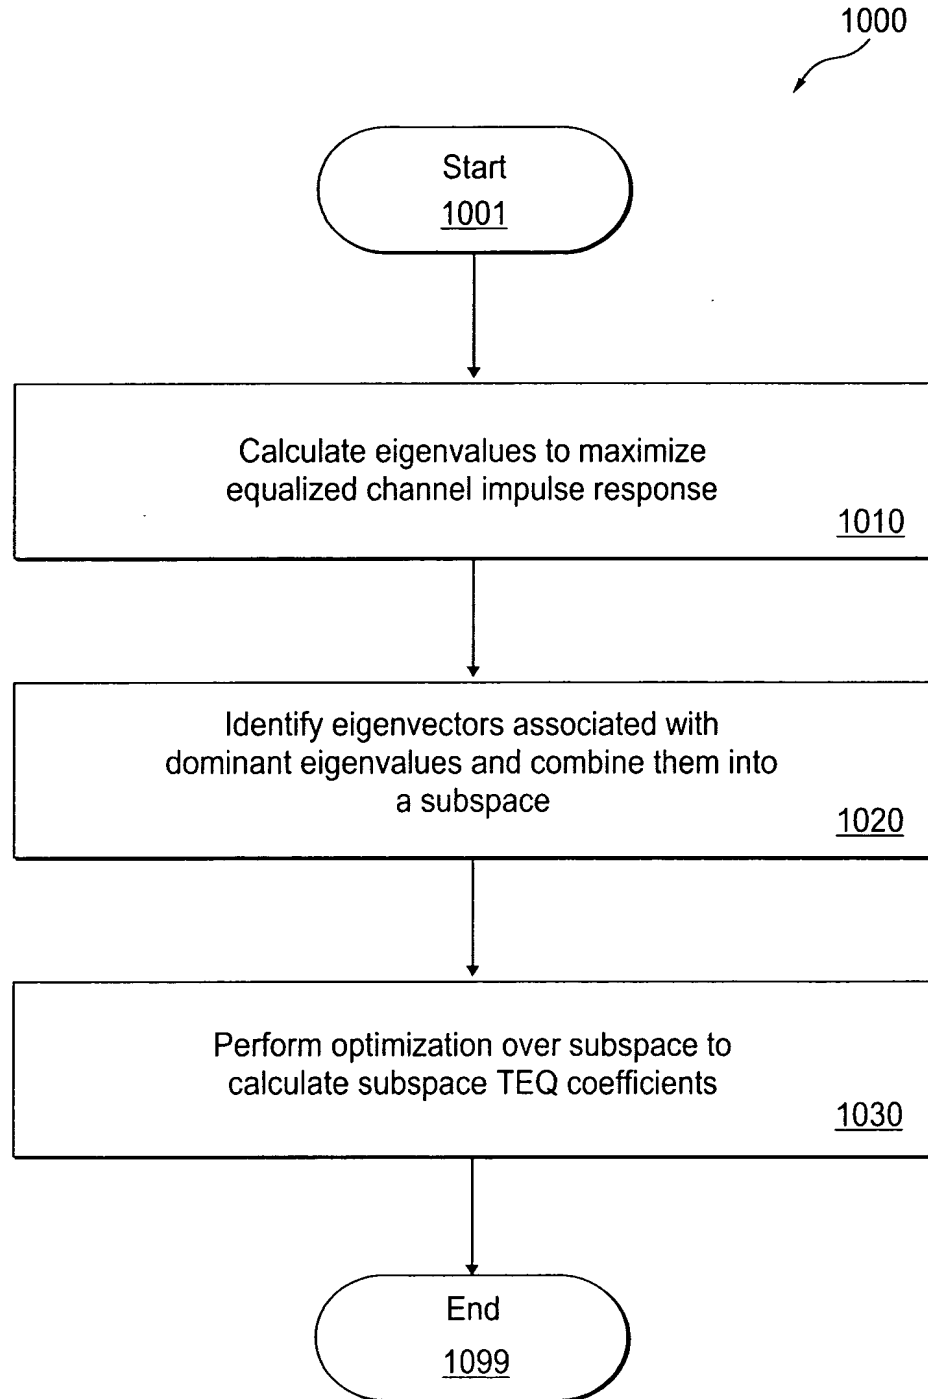 1000
Start
1001
Calculate eigenvalues to maximize
equalized channel impulse response
1010
Identify eigenvectors associated with
dominant eigenvalues and combine them into
a subspace
1020
Perform optimization over subspace to
calculate subspace TEQ coefficients
1030
End
1099